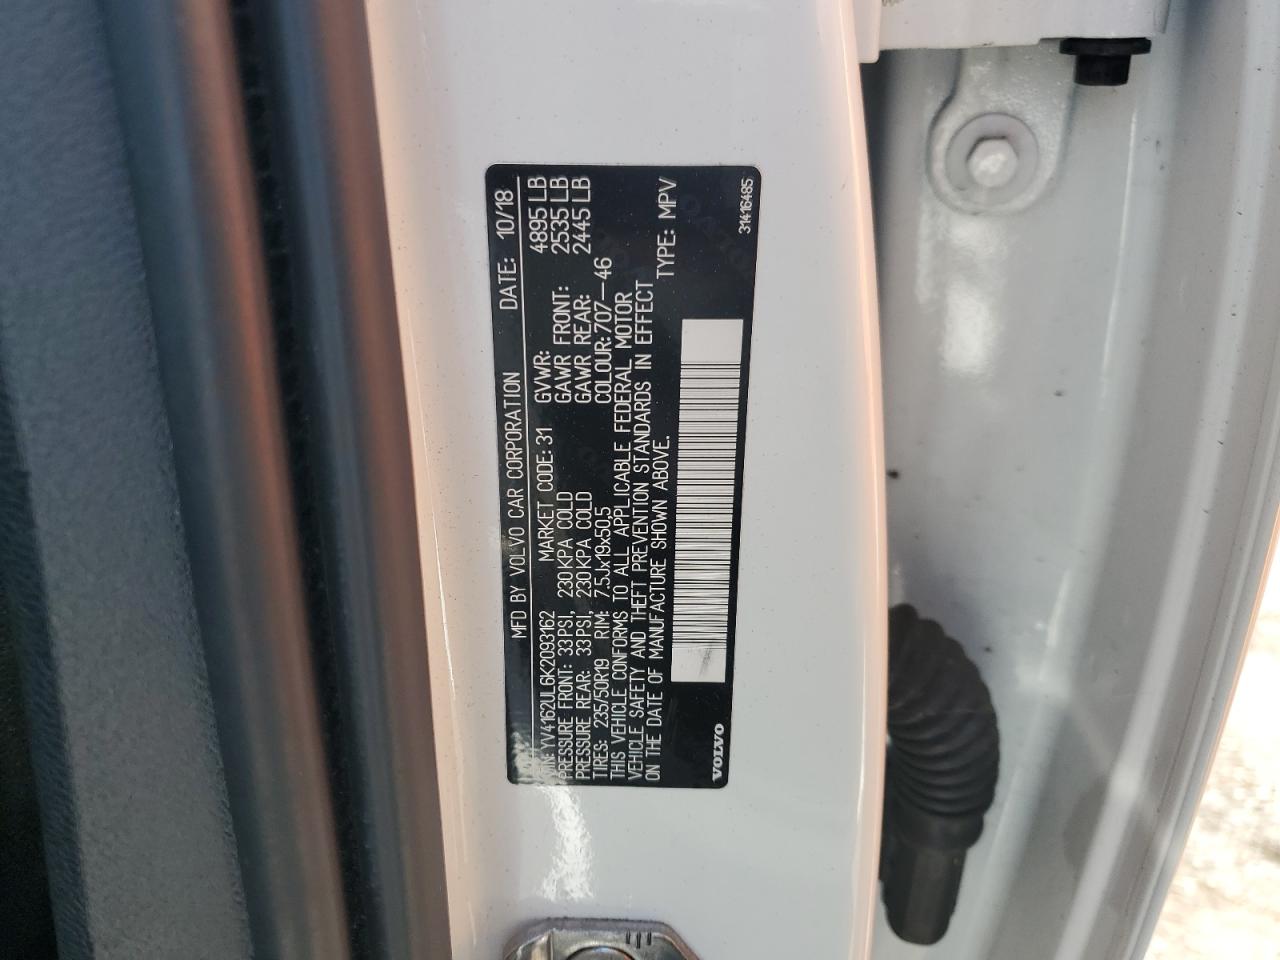 MFD BY VOLVO CAR CORPORATION DATE: 10/18
VIN: YV4162UL6K2093162 MARKET CODE: 31 GVWR: 4895 LB
PRESSURE FRONT: 33PSI, 230KPA COLD GAWR FRONT: 2535 LB
PRESSURE REAR: 33PSI, 230KPA COLD GAWR REAR: 2445 LB
TIRES: 235/50R19 RIM: 7.5Jx19x50.5 COLOUR: 707--46
THIS VEHICLE CONFORMS TO ALL APPLICABLE FEDERAL MOTOR
VEHICLE SAFETY AND THEFT PREVENTION STANDARDS IN EFFECT
ON THE DATE OF MANUFACTURE SHOWN ABOVE. TYPE: MPV
VOLVO 31416485